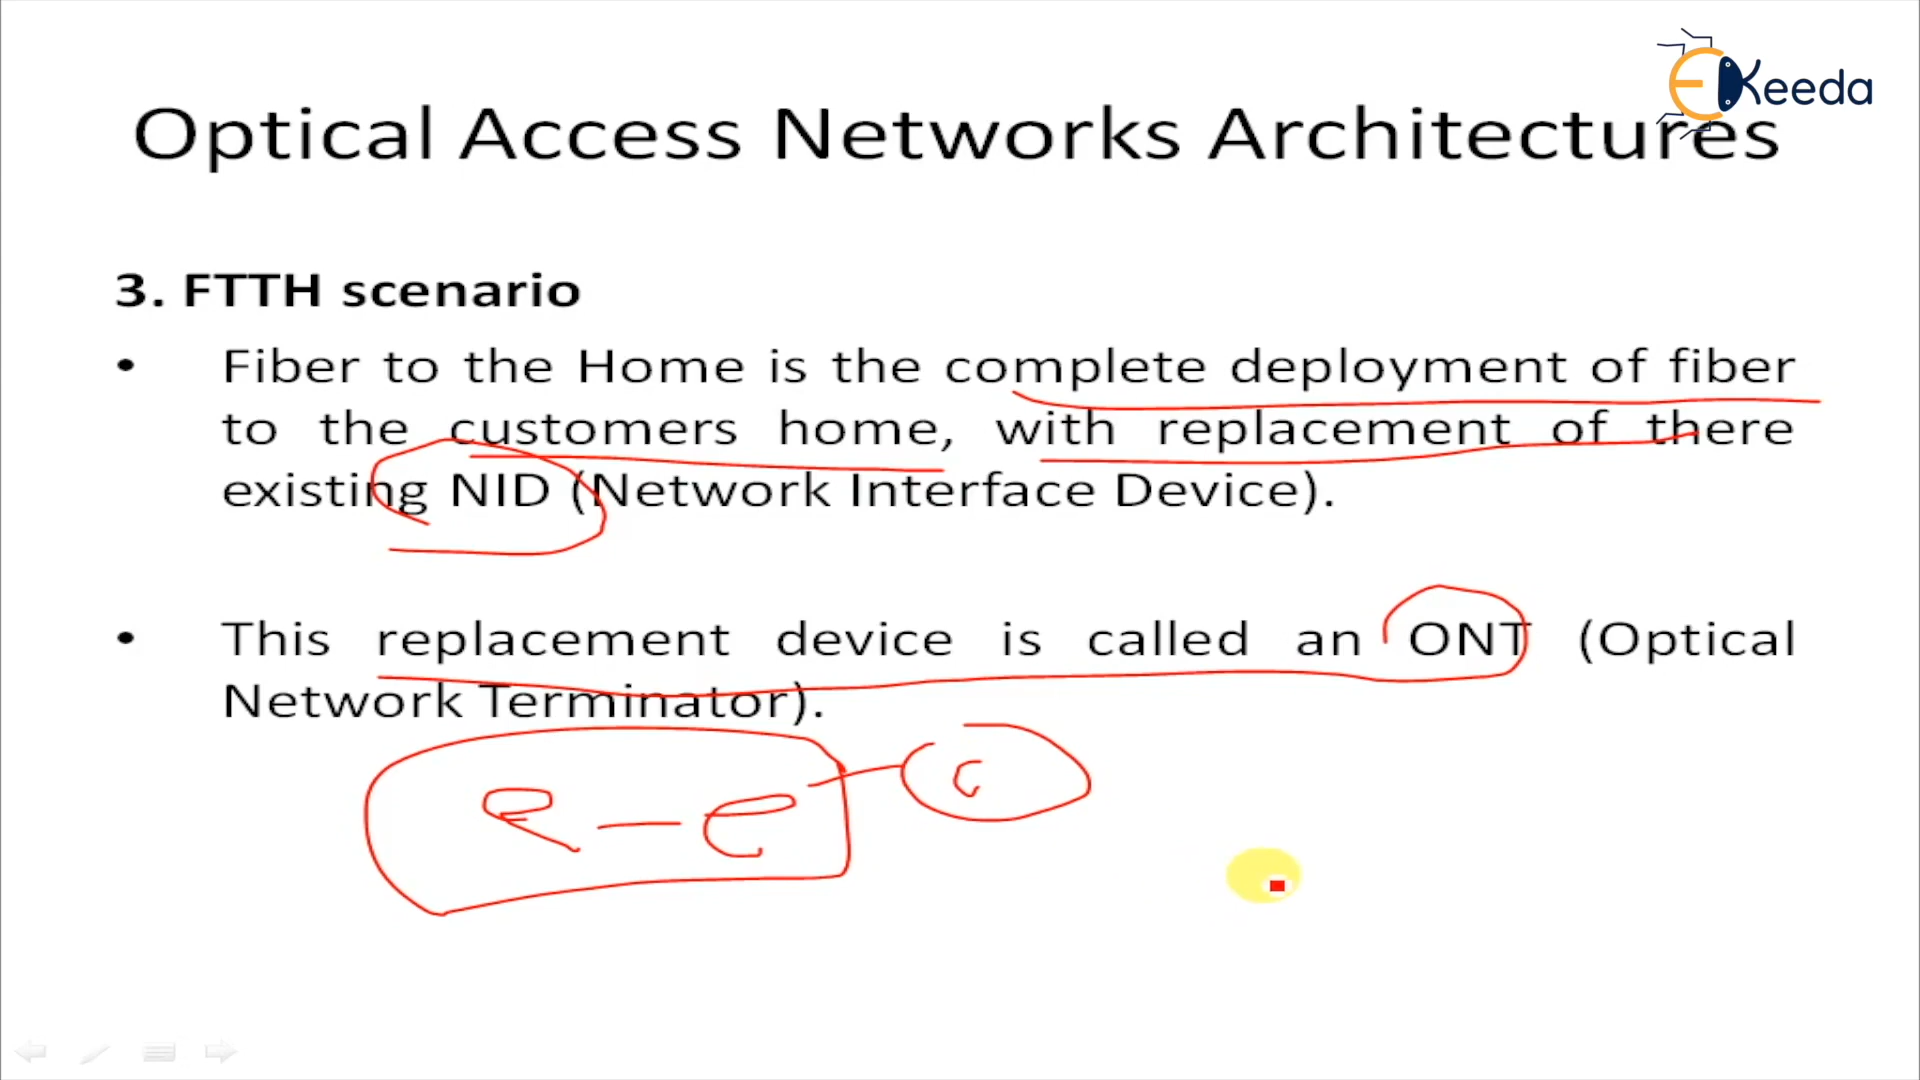 EKeeda
Optical Access Networks Architectures
3. FTTH scenario
• Fiber to the Home is the complete deployment of fiber
to the customers home, with replacement of there
existing NID (Network Interface Device).
• This replacement device is called an ONT (Optical
Network Terminator).